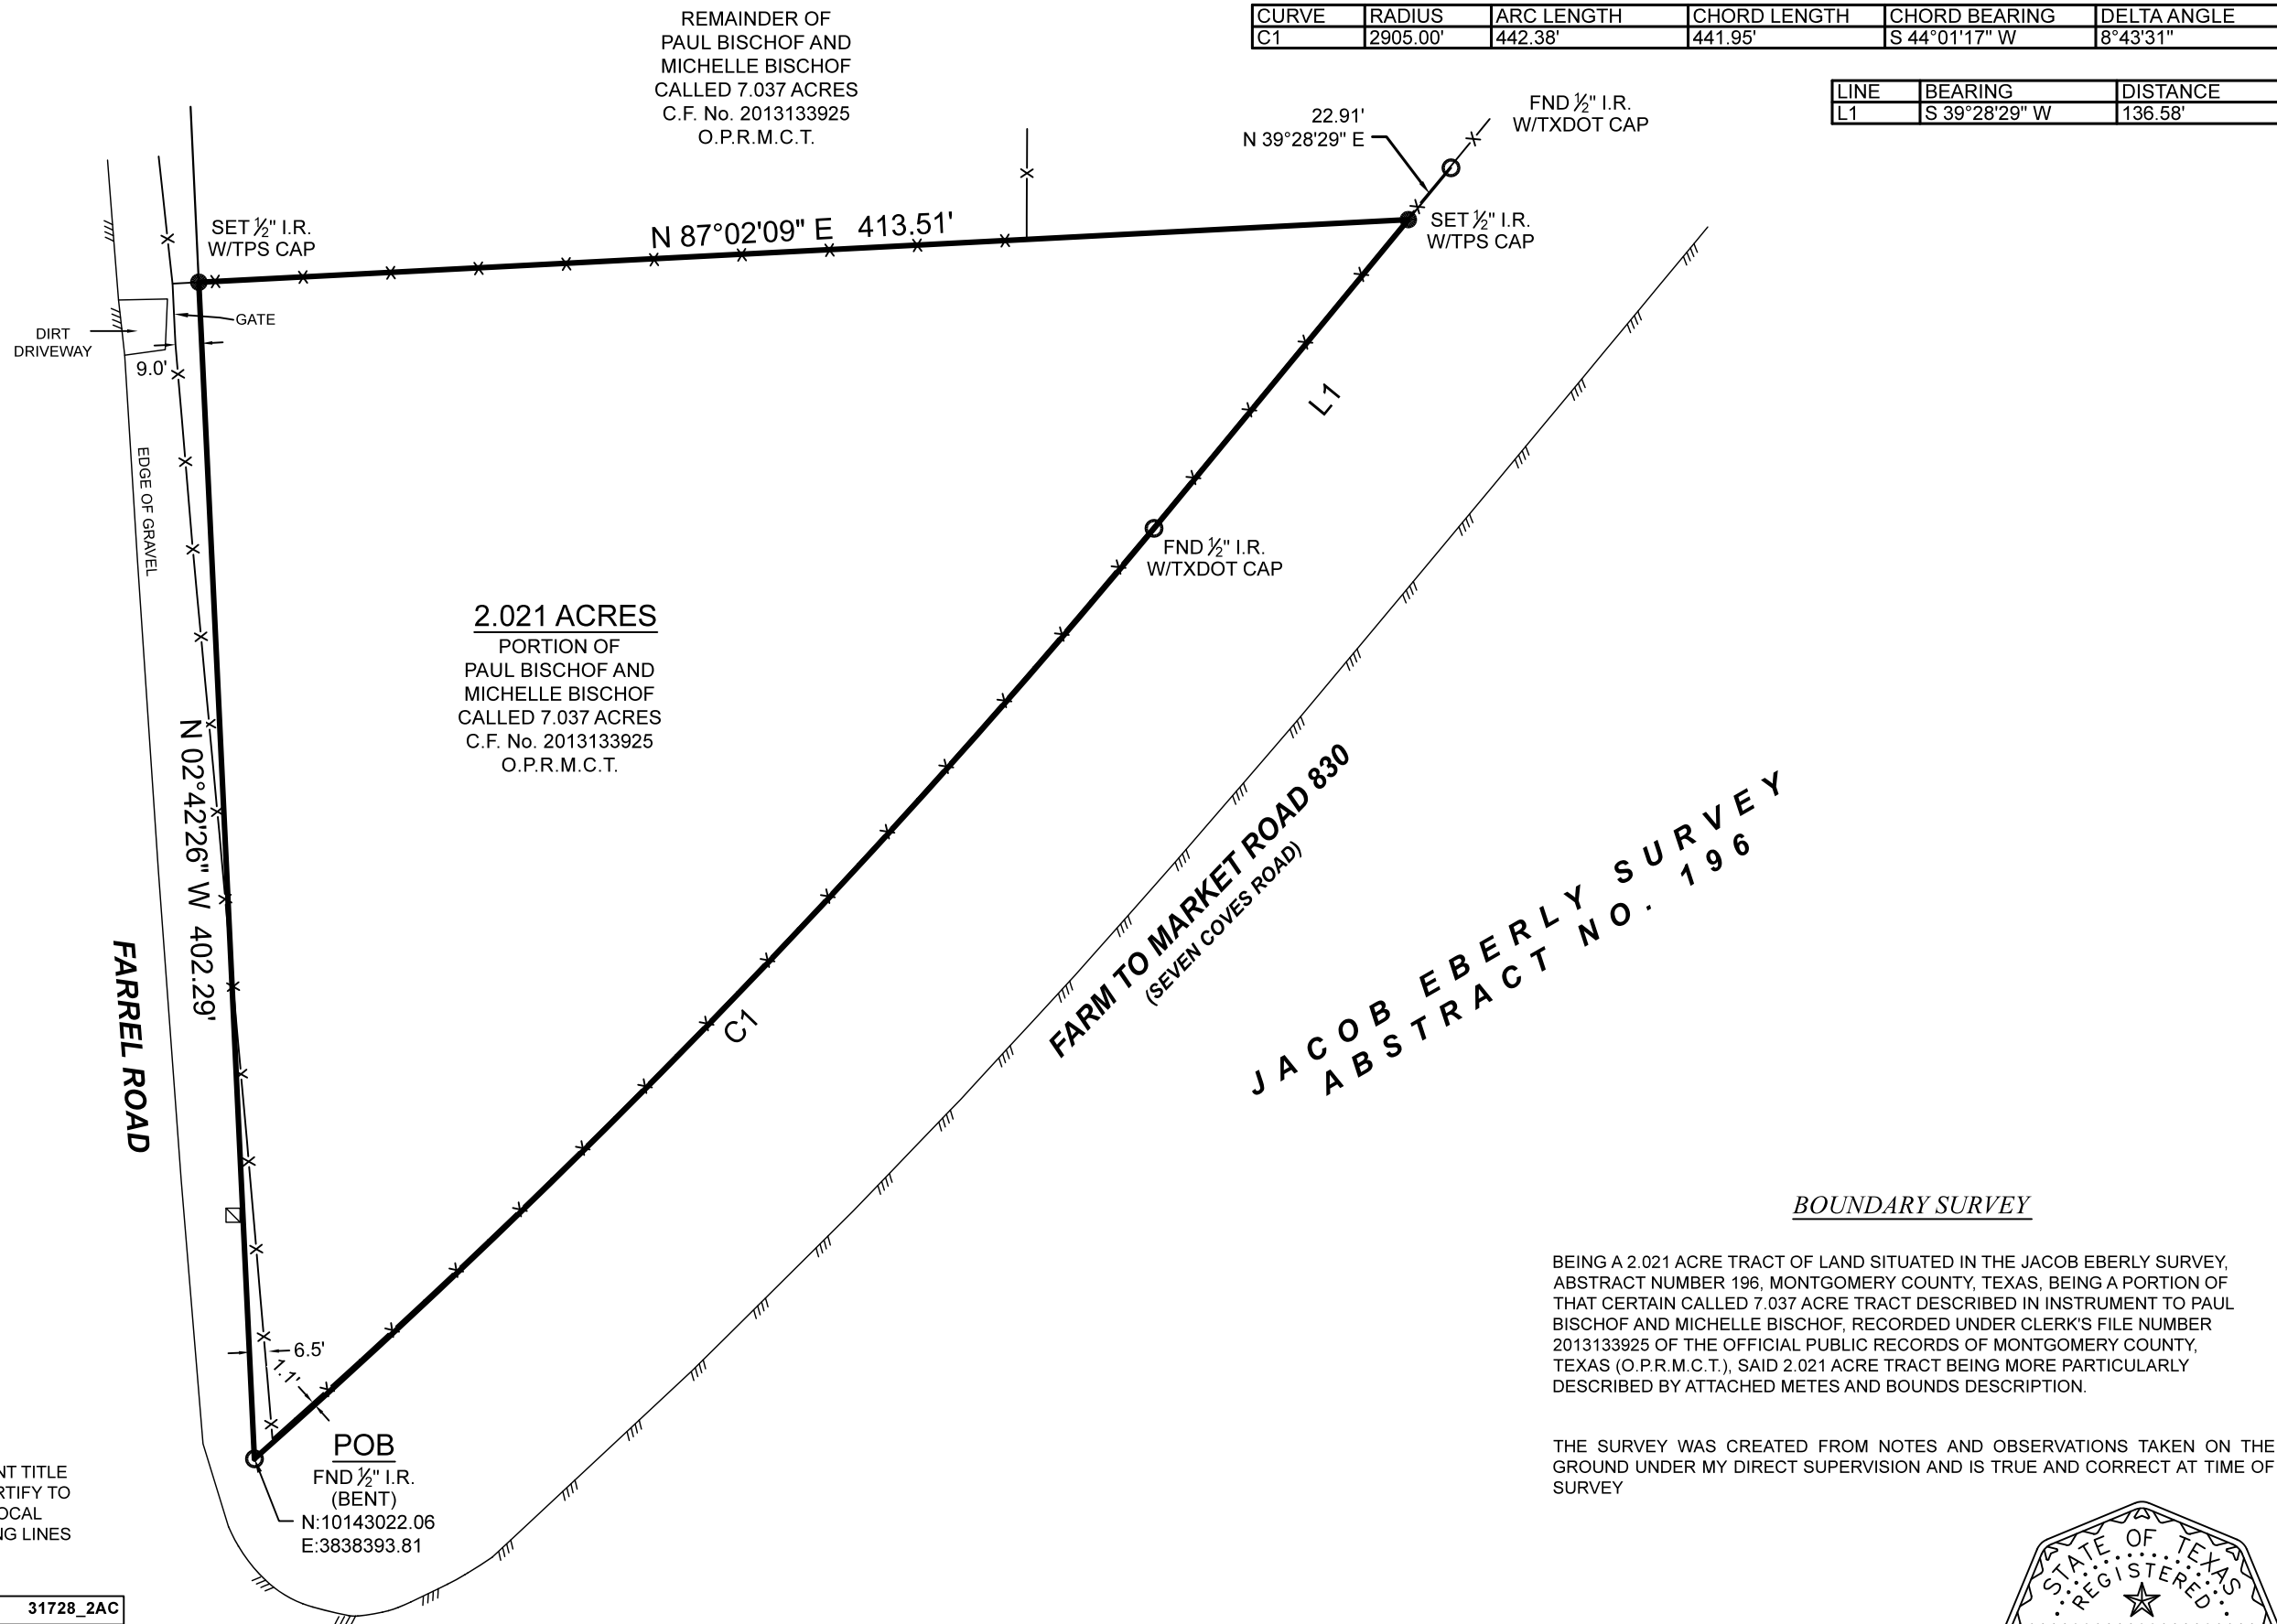 REMAINDER OF
PAUL BISCHOF AND
MICHELLE BISCHOF
CALLED 7.037 ACRES
C.F. No. 2013133925
O.P.R.M.C.T.
CURVE RADIUS ARC LENGTH CHORD LENGTH CHORD BEARING DELTA ANGLE
C1 2905.00' 442.38' 441.95' S 44°01'17" W 8°43'31"
LINE BEARING DISTANCE
L1 S 39°28'29" W 136.58'
22.91'
N 39°28'29" E
FND ½" I.R.
W/TXDOT CAP
SET ½" I.R.
W/TPS CAP
N 87°02'09" E 413.51'
SET ½" I.R.
W/TPS CAP
GATE
DIRT
DRIVEWAY
9.0'
EDGE OF GRAVEL
L1
FND ½" I.R.
W/TXDOT CAP
2.021 ACRES
PORTION OF
PAUL BISCHOF AND
MICHELLE BISCHOF
CALLED 7.037 ACRES
C.F. No. 2013133925
O.P.R.M.C.T.
N 02°42'26" W 402.29'
FARREL ROAD
C1
FARM TO MARKET ROAD 830
(SEVEN COVES ROAD)
JACOB EBERLY SURVEY
ABSTRACT NO. 196
6.5'
1.1'
POB
FND ½" I.R.
(BENT)
N:10143022.06
E:3838393.81
BOUNDARY SURVEY
BEING A 2.021 ACRE TRACT OF LAND SITUATED IN THE JACOB EBERLY SURVEY,
ABSTRACT NUMBER 196, MONTGOMERY COUNTY, TEXAS, BEING A PORTION OF
THAT CERTAIN CALLED 7.037 ACRE TRACT DESCRIBED IN INSTRUMENT TO PAUL
BISCHOF AND MICHELLE BISCHOF, RECORDED UNDER CLERK'S FILE NUMBER
2013133925 OF THE OFFICIAL PUBLIC RECORDS OF MONTGOMERY COUNTY,
TEXAS (O.P.R.M.C.T.), SAID 2.021 ACRE TRACT BEING MORE PARTICULARLY
DESCRIBED BY ATTACHED METES AND BOUNDS DESCRIPTION.
THE SURVEY WAS CREATED FROM NOTES AND OBSERVATIONS TAKEN ON THE
GROUND UNDER MY DIRECT SUPERVISION AND IS TRUE AND CORRECT AT TIME OF
SURVEY
TITLE
TO
LINES
31728_2AC
STATE OF TEXAS
REGISTERED